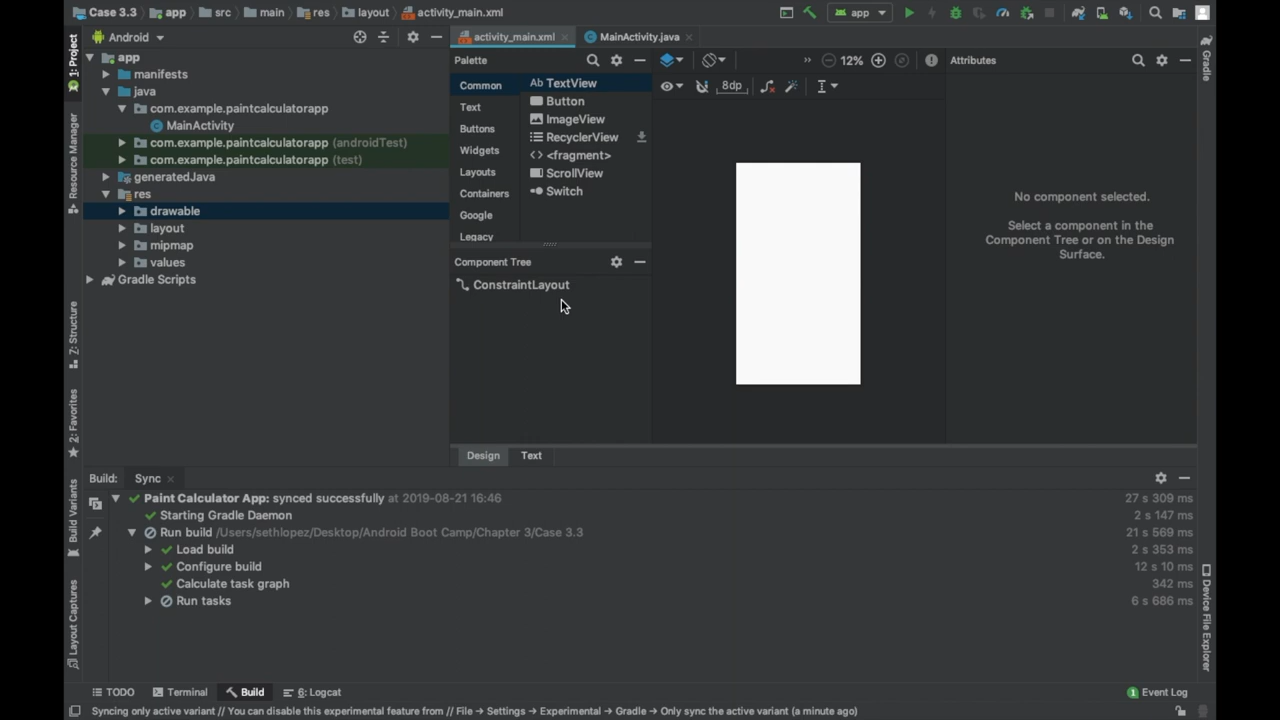 Case 3.3 app src main res layout activity_main.xml app
Android
activity_main.xml MainActivity.java
1: Project
Resource Manager
Z: Structure
2: Favorites
Build Variants
Layout Captures
app
manifests
java
com.example.paintcalculatorapp
MainActivity
com.example.paintcalculatorapp (androidTest)
com.example.paintcalculatorapp (test)
generatedJava
res
drawable
layout
mipmap
values
Gradle Scripts
Palette
Common
Text
Buttons
Widgets
Layouts
Containers
Google
Legacy
Ab TextView
Button
ImageView
RecyclerView
<fragment>
ScrollView
Switch
Component Tree
ConstraintLayout
» 12%
8dp
Attributes
No component selected.
Select a component in the
Component Tree or on the Design
Surface.
Gradle
Device File Explorer
Design Text
Build: Sync
Paint Calculator App: synced successfully at 2019-08-21 16:46 27 s 309 ms
Starting Gradle Daemon 2 s 147 ms
Run build /Users/sethlopez/Desktop/Android Boot Camp/Chapter 3/Case 3.3 21 s 569 ms
Load build 2 s 353 ms
Configure build 12 s 10 ms
Calculate task graph 342 ms
Run tasks 6 s 686 ms
TODO Terminal Build 6: Logcat 1 Event Log
Syncing only active variant // You can disable this experimental feature from // File → Settings → Experimental → Gradle → Only sync the active variant (a minute ago)